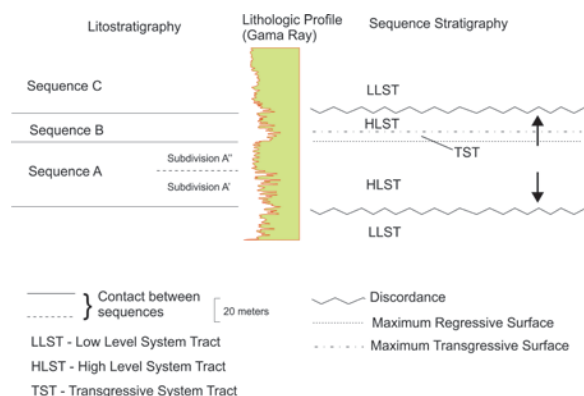 Litostratigraphy
Lithologic Profile
(Gama Ray)
Sequence Stratigraphy
Sequence C
LLST
Sequence B
HLST
TST
Sequence A
Subdivision A''
Subdivision A'
HLST
LLST
Contact between
sequences
20 meters
Discordance
Maximum Regressive Surface
Maximum Transgressive Surface
LLST - Low Level System Tract
HLST - High Level System Tract
TST - Transgressive System Tract